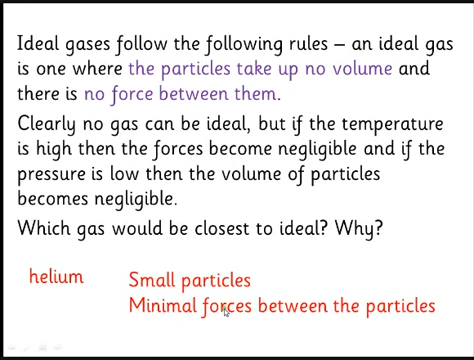 Ideal gases follow the following rules – an ideal gas
is one where the particles take up no volume and
there is no force between them.
Clearly no gas can be ideal, but if the temperature
is high then the forces become negligible and if the
pressure is low then the volume of particles
becomes negligible.
Which gas would be closest to ideal? Why?
helium
Small particles
Minimal forces between the particles